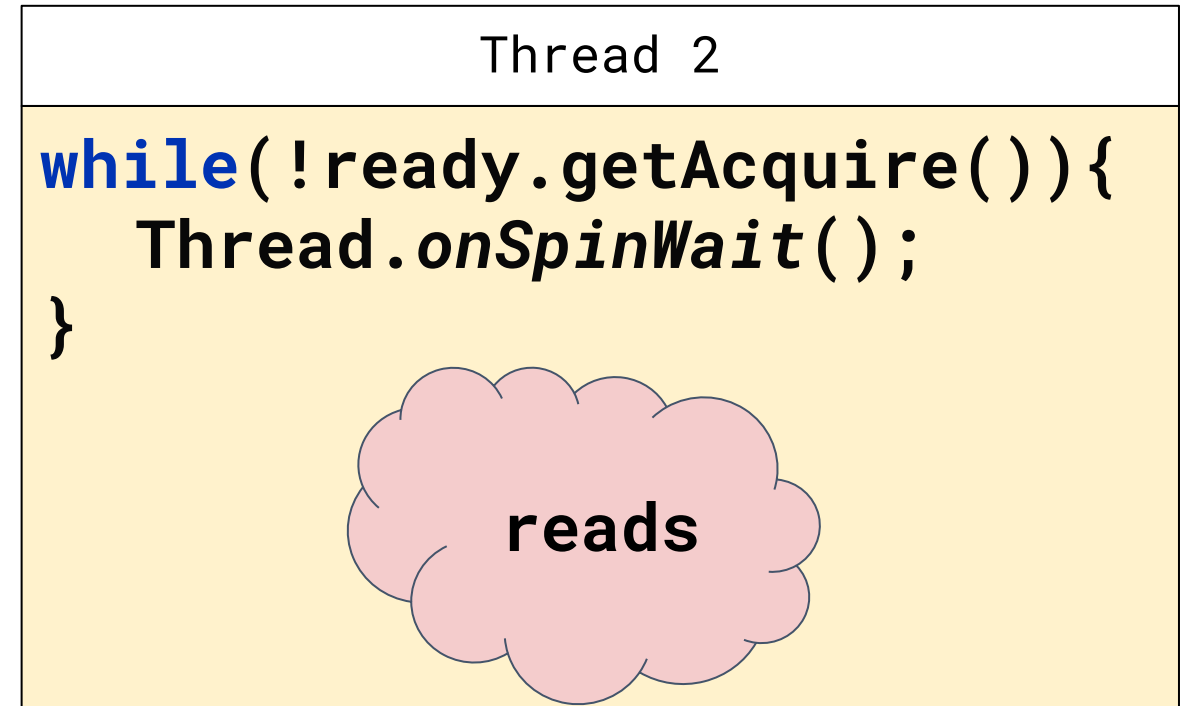 Thread 2
while(!ready.getAcquire()){
Thread.onSpinWait();
}
reads